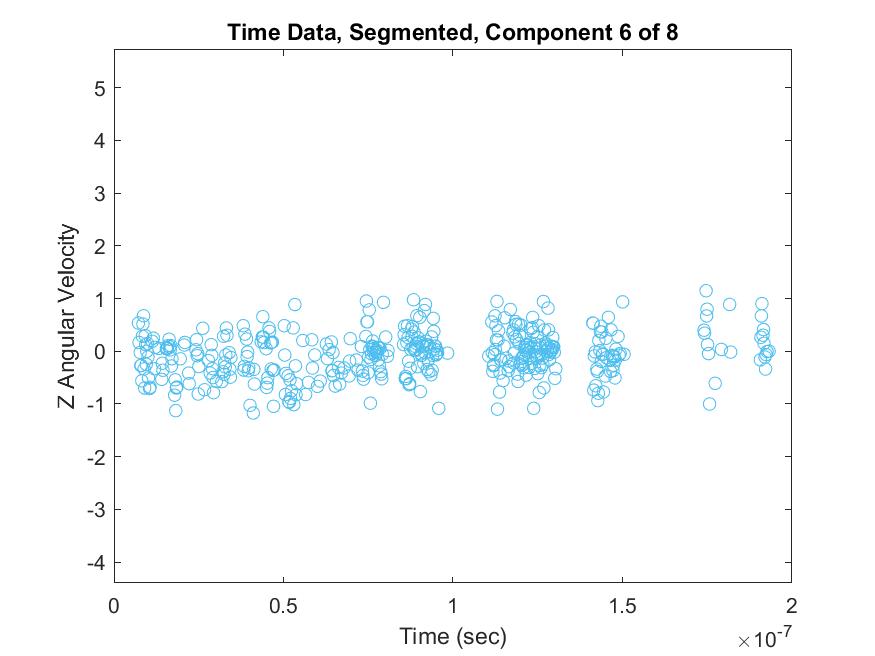 Time Data, Segmented, Component 6 of 8
5
4
3
2
1
0
-1
-2
-3
-4
Z Angular Velocity
0 0.5 1 1.5 2
Time (sec)
×10-7